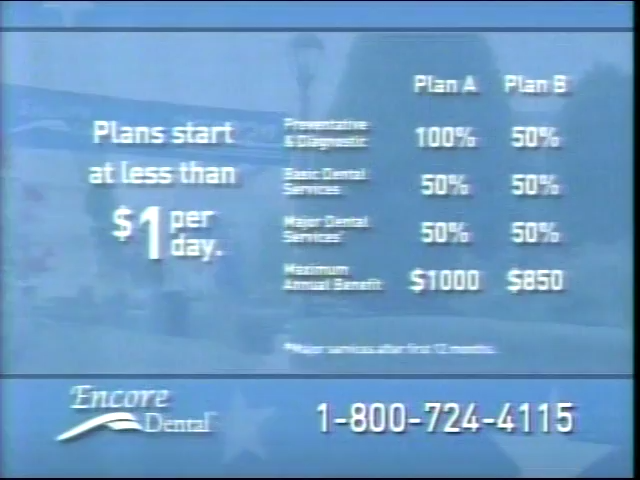 Plan A Plan B
Plans start
at less than
$1 per
day.
Preventative
& Diagnostic 100% 50%
Basic Dental
Services 50% 50%
Major Dental
Services* 50% 50%
Maximum
Annual Benefit $1000 $850
*Major services after first 12 months.
Encore
Dental
1-800-724-4115